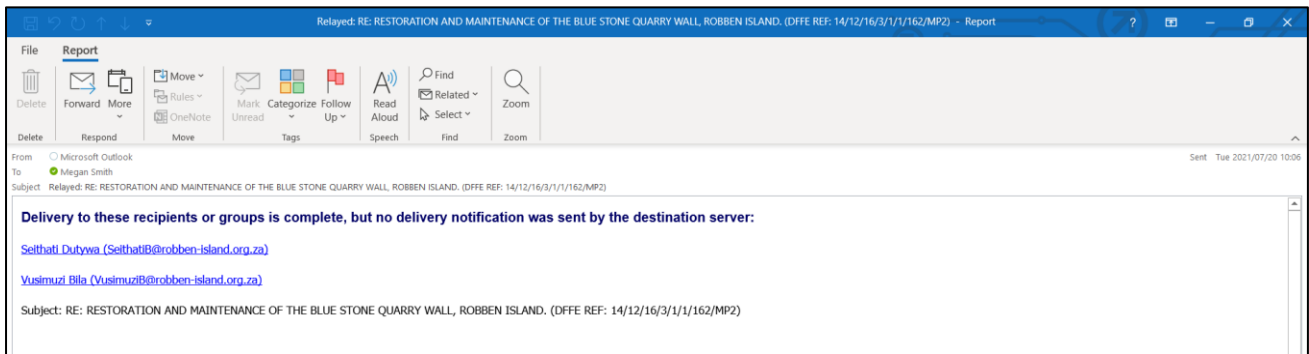 Relayed: RE: RESTORATION AND MAINTENANCE OF THE BLUE STONE QUARRY WALL, ROBBEN ISLAND. (DFFE REF: 14/12/16/3/1/1/162/MP2) - Report
File Report
Delete
Forward
More
Move
Rules
OneNote
Mark Unread
Categorize
Follow Up
Read Aloud
Find
Related
Select
Zoom
Delete Respond Move Tags Speech Find Zoom
From Microsoft Outlook Sent Tue 2021/07/20 10:06
To Megan Smith
Subject Relayed: RE: RESTORATION AND MAINTENANCE OF THE BLUE STONE QUARRY WALL, ROBBEN ISLAND. (DFFE REF: 14/12/16/3/1/1/162/MP2)
Delivery to these recipients or groups is complete, but no delivery notification was sent by the destination server:
Seithati Dutywa (SeithatiB@robben-island.org.za)
Vusimuzi Bila (VusimuziB@robben-island.org.za)
Subject: RE: RESTORATION AND MAINTENANCE OF THE BLUE STONE QUARRY WALL, ROBBEN ISLAND. (DFFE REF: 14/12/16/3/1/1/162/MP2)